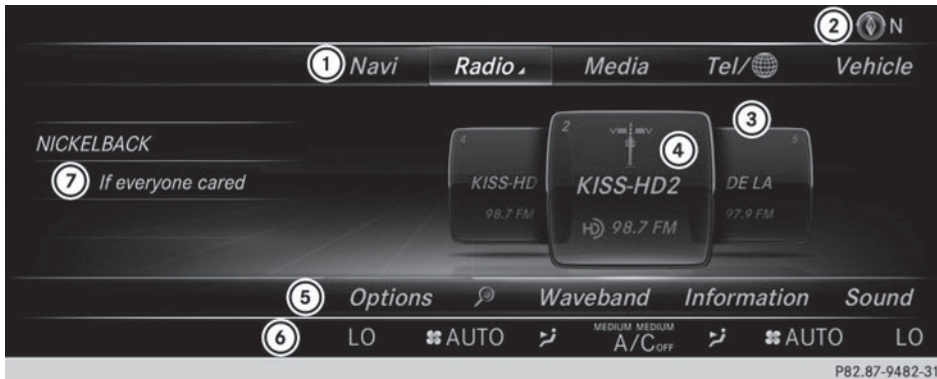 2 N
1 Navi Radio Media Tel/ Vehicle
3
4 2 5
4
NICKELBACK
7 If everyone cared
KISS-HD KISS-HD2 DE LA
98.7 FM HD 98.7 FM 97.9 FM
5 Options Waveband Information Sound
6 LO AUTO MEDIUM MEDIUM A/C OFF AUTO LO
P82.87-9482-31